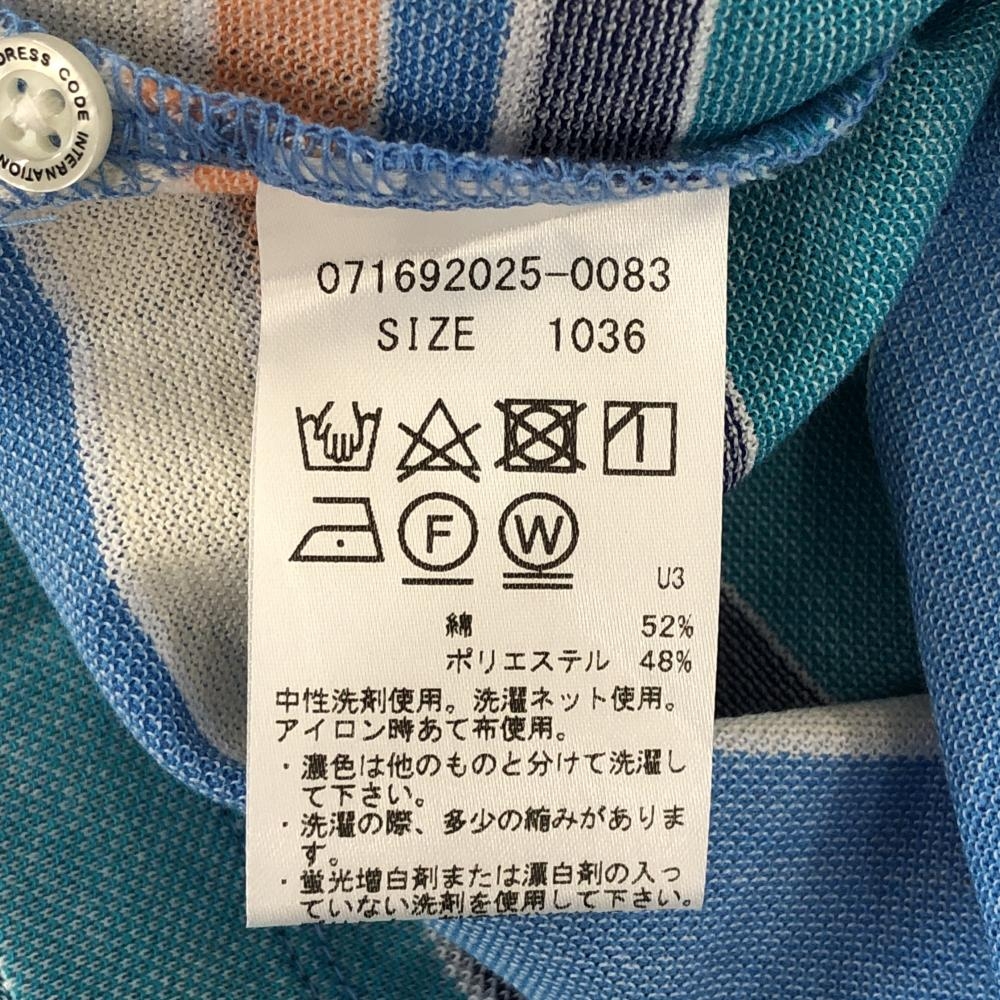 DRESS CODE INTERNATION
071692025-0083
SIZE 1036
F W
U3
綿 52%
ポリエステル 48%
中性洗剤使用。洗濯ネット使用。
アイロン時あて布使用。
・濃色は他のものと分けて洗濯し
て下さい。
・洗濯の際、多少の縮みがありま
す。
・蛍光増白剤または漂白剤の入っ
ていない洗剤を使用して下さい。